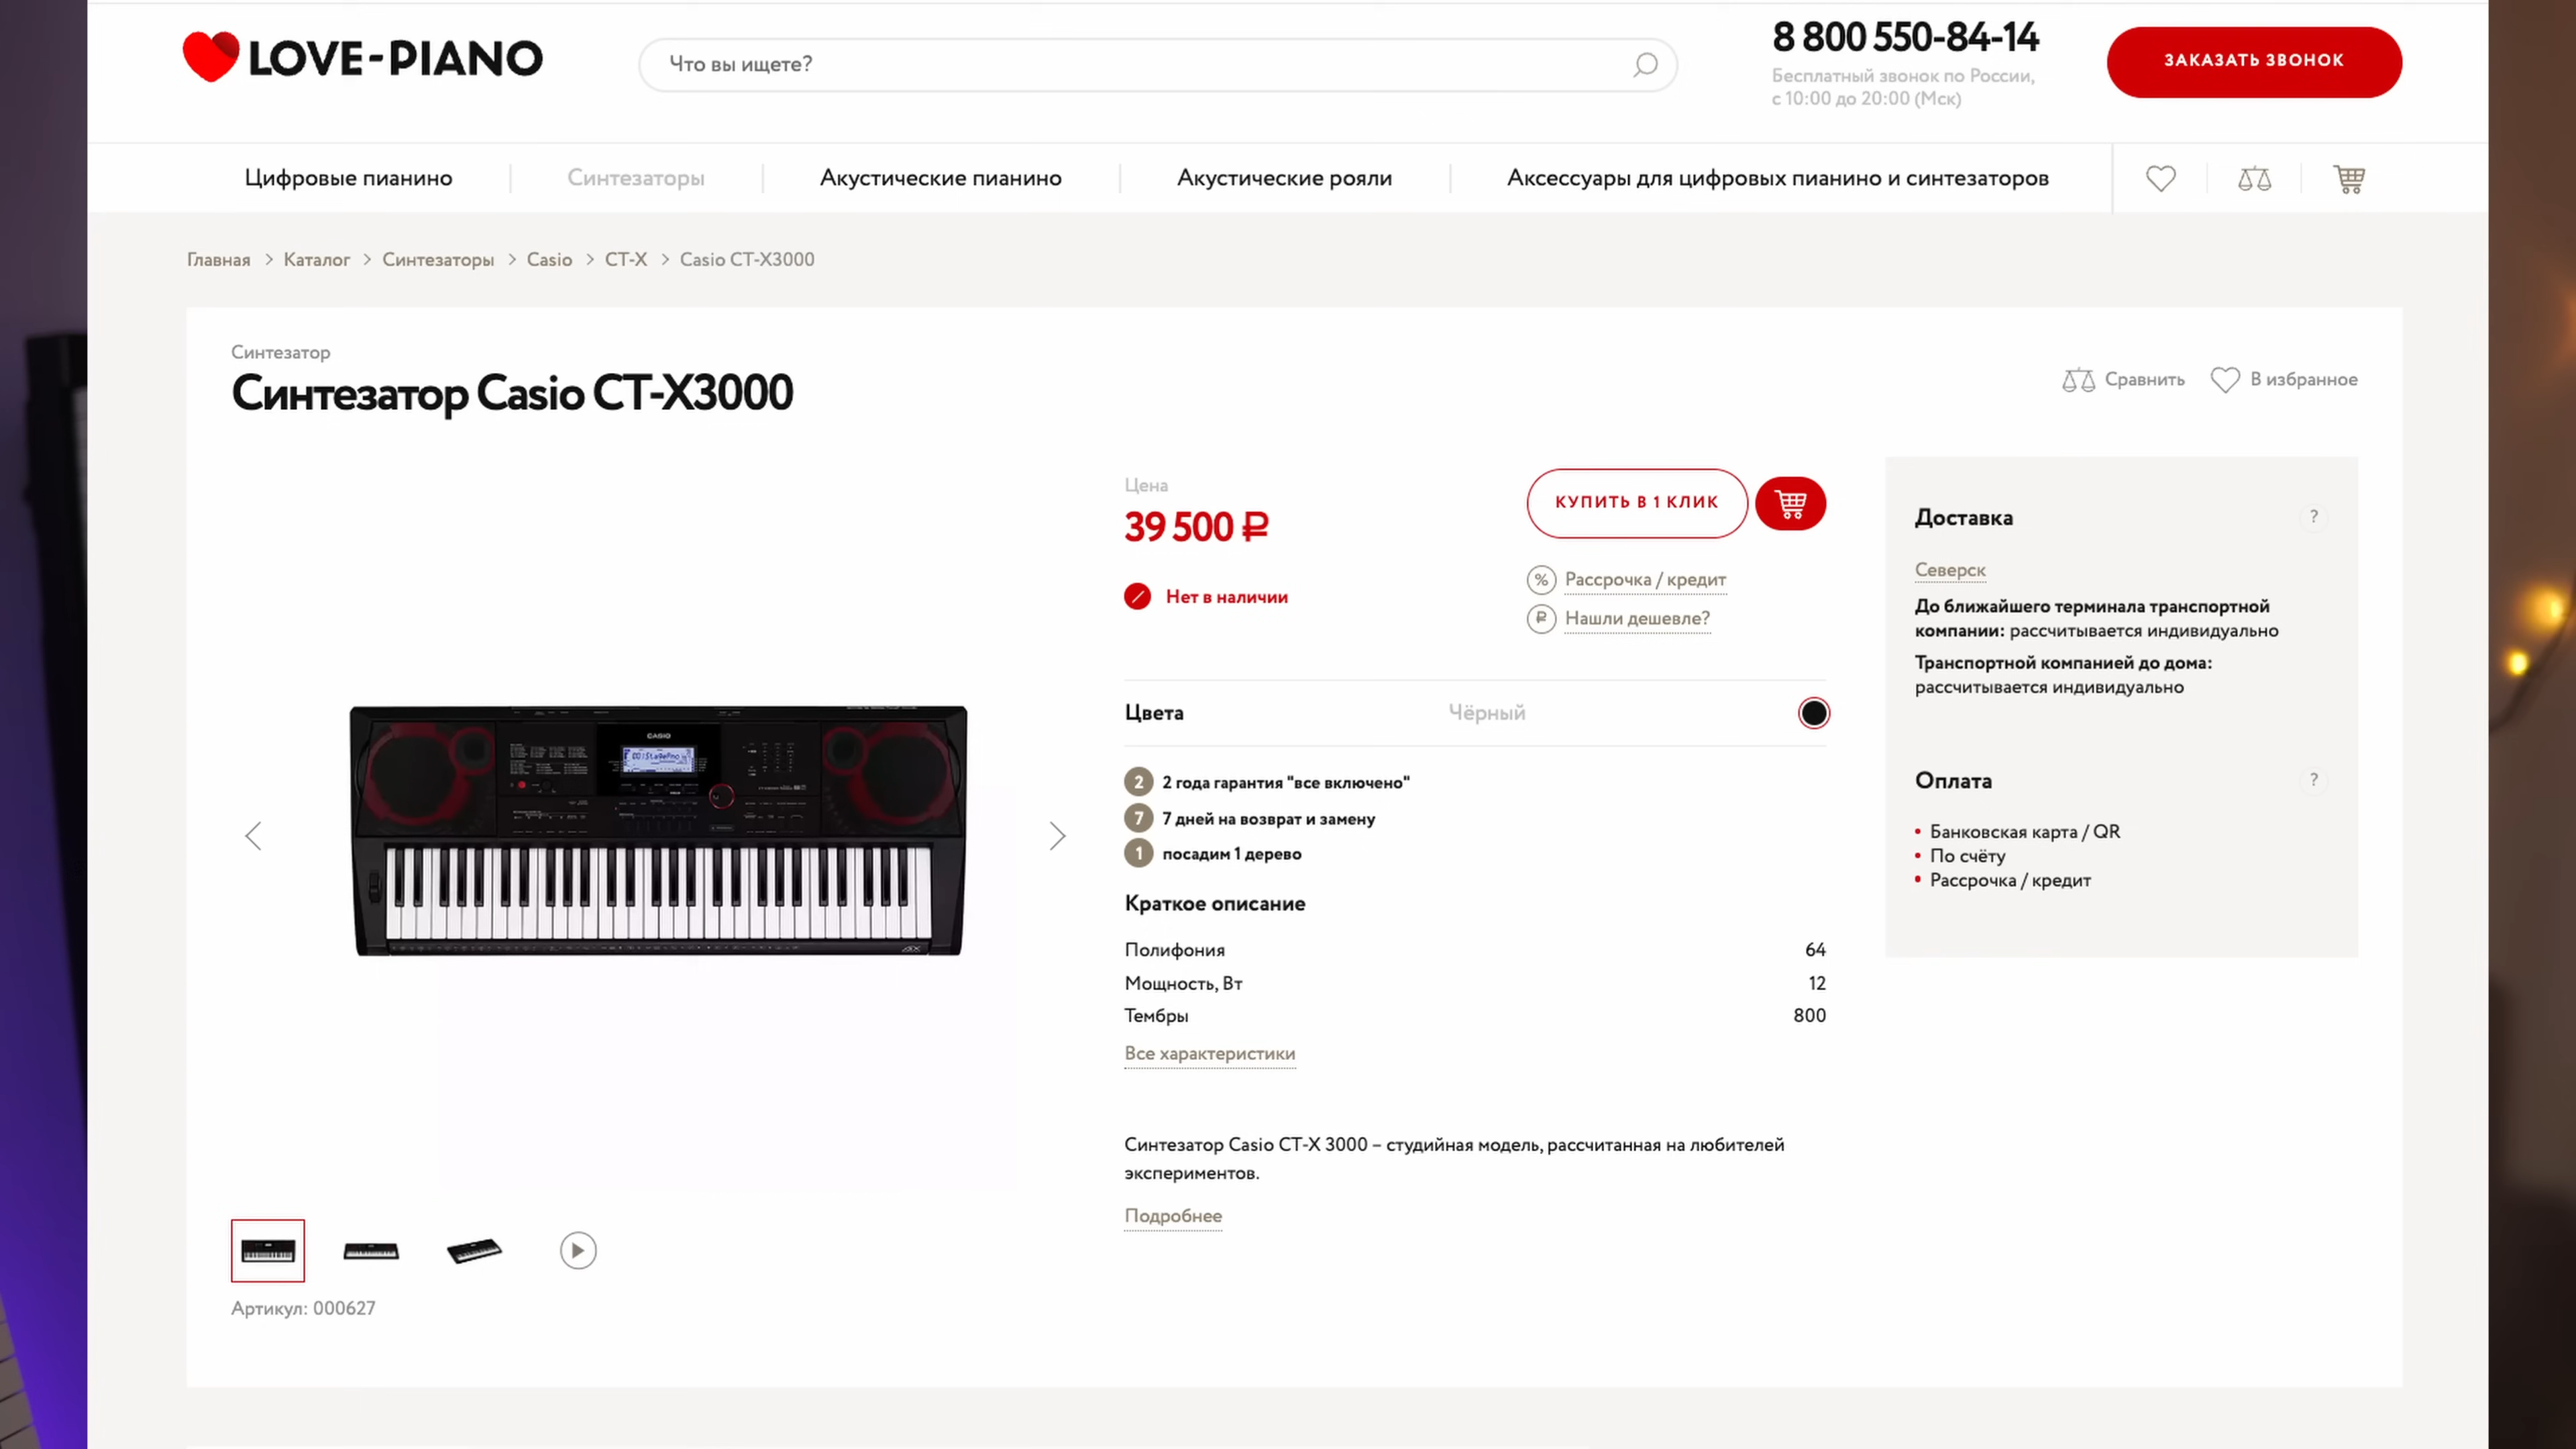 LOVE-PIANO
Что вы ищете?
8 800 550-84-14
Бесплатный звонок по России,
с 10:00 до 20:00 (Мск)
ЗАКАЗАТЬ ЗВОНОК
Цифровые пианино
Синтезаторы
Акустические пианино
Акустические рояли
Аксессуары для цифровых пианино и синтезаторов
Главная > Каталог > Синтезаторы > Casio > CT-X > Casio CT-X3000
Синтезатор
Синтезатор Casio CT-X3000
Сравнить
В избранное
Цена
39 500 ₽
Нет в наличии
КУПИТЬ В 1 КЛИК
% Рассрочка / кредит
₽ Нашли дешевле?
Цвета
Чёрный
2 2 года гарантия "все включено"
7 7 дней на возврат и замену
1 посадим 1 дерево
Краткое описание
Полифония 64
Мощность, Вт 12
Тембры 800
Все характеристики
Синтезатор Casio CT-X 3000 – студийная модель, рассчитанная на любителей
экспериментов.
Подробнее
Доставка ?
Северск
До ближайшего терминала транспортной
компании: рассчитывается индивидуально
Транспортной компанией до дома:
рассчитывается индивидуально
Оплата ?
• Банковская карта / QR
• По счёту
• Рассрочка / кредит
CASIO
Артикул: 000627